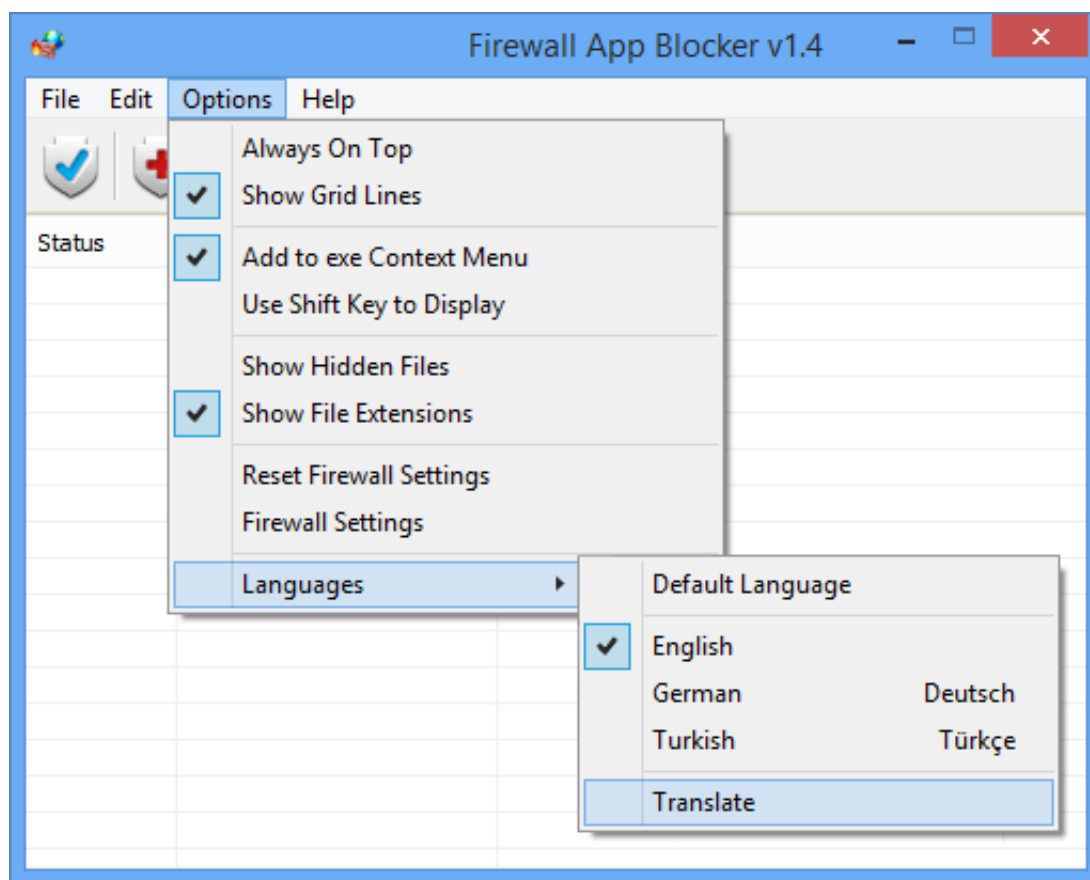 Firewall App Blocker v1.4
File Edit Options Help
Always On Top
Show Grid Lines
Status
Add to exe Context Menu
Use Shift Key to Display
Show Hidden Files
Show File Extensions
Reset Firewall Settings
Firewall Settings
Languages
Default Language
English
German Deutsch
Turkish Türkçe
Translate